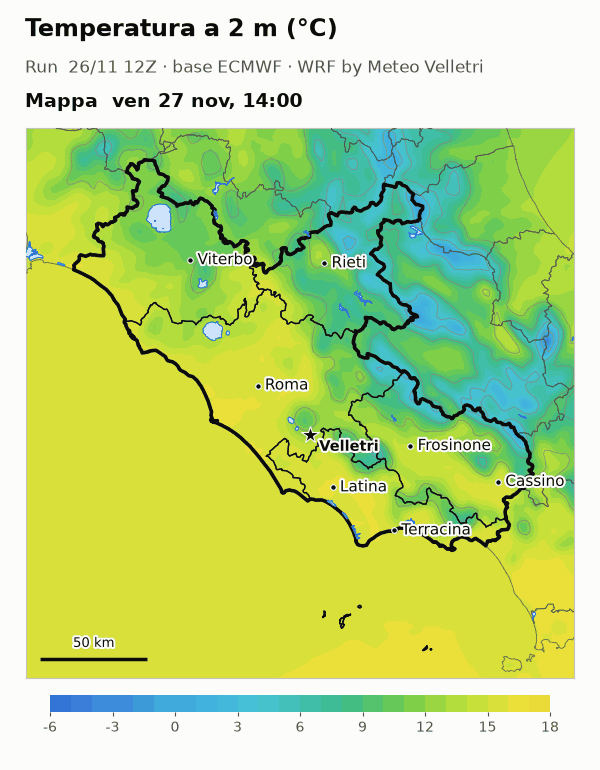 Temperatura a 2 m (°C)
Run  26/11 12Z · base ECMWF · WRF by Meteo Velletri
Mappa  ven 27 nov, 14:00
Viterbo
Rieti
Roma
Velletri
Frosinone
Latina
Cassino
Terracina
50 km
-6 -3 0 3 6 9 12 15 18